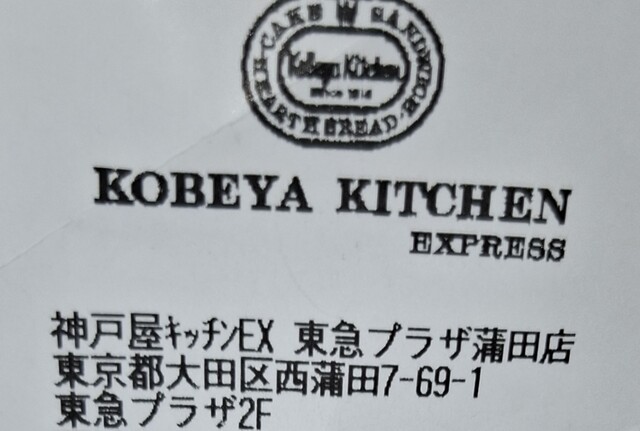 CAKE SANDWICH
Kobeya Kitchen
Since 1918
HEARTH BREAD
KOBEYA KITCHEN
EXPRESS
神戸屋ｷｯﾁﾝEX 東急プラザ蒲田店
東京都大田区西蒲田7-69-1
東急プラザ2F